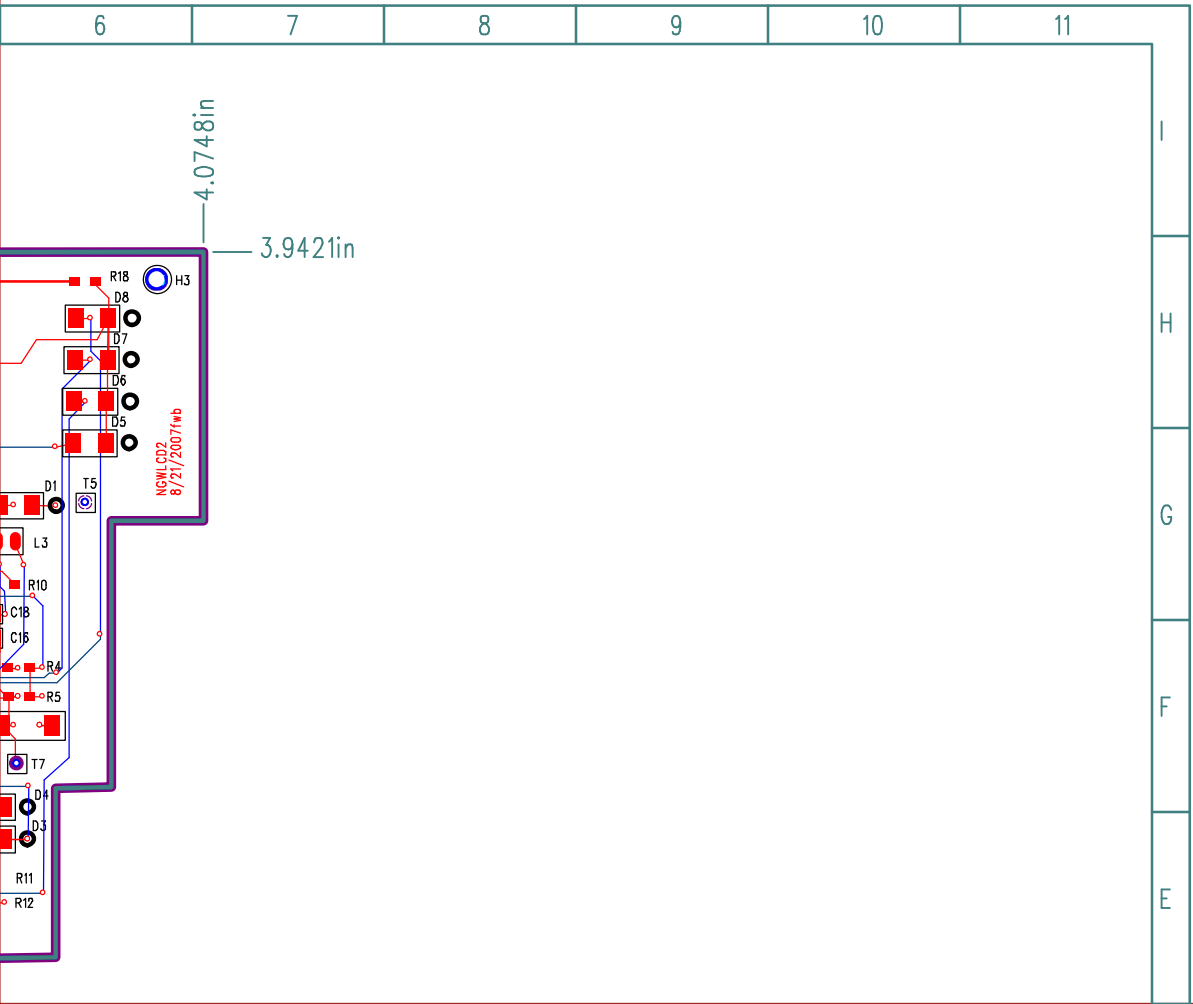 6 7 8 9 10 11
4.0748in
3.9421in
I
H
G
F
E
R18
H3
D8
D7
D6
D5
NGWLCD2
8/21/2007fwb
D1
T5
L3
R10
C18
C16
R4
R5
T7
D4
D3
R11
R12